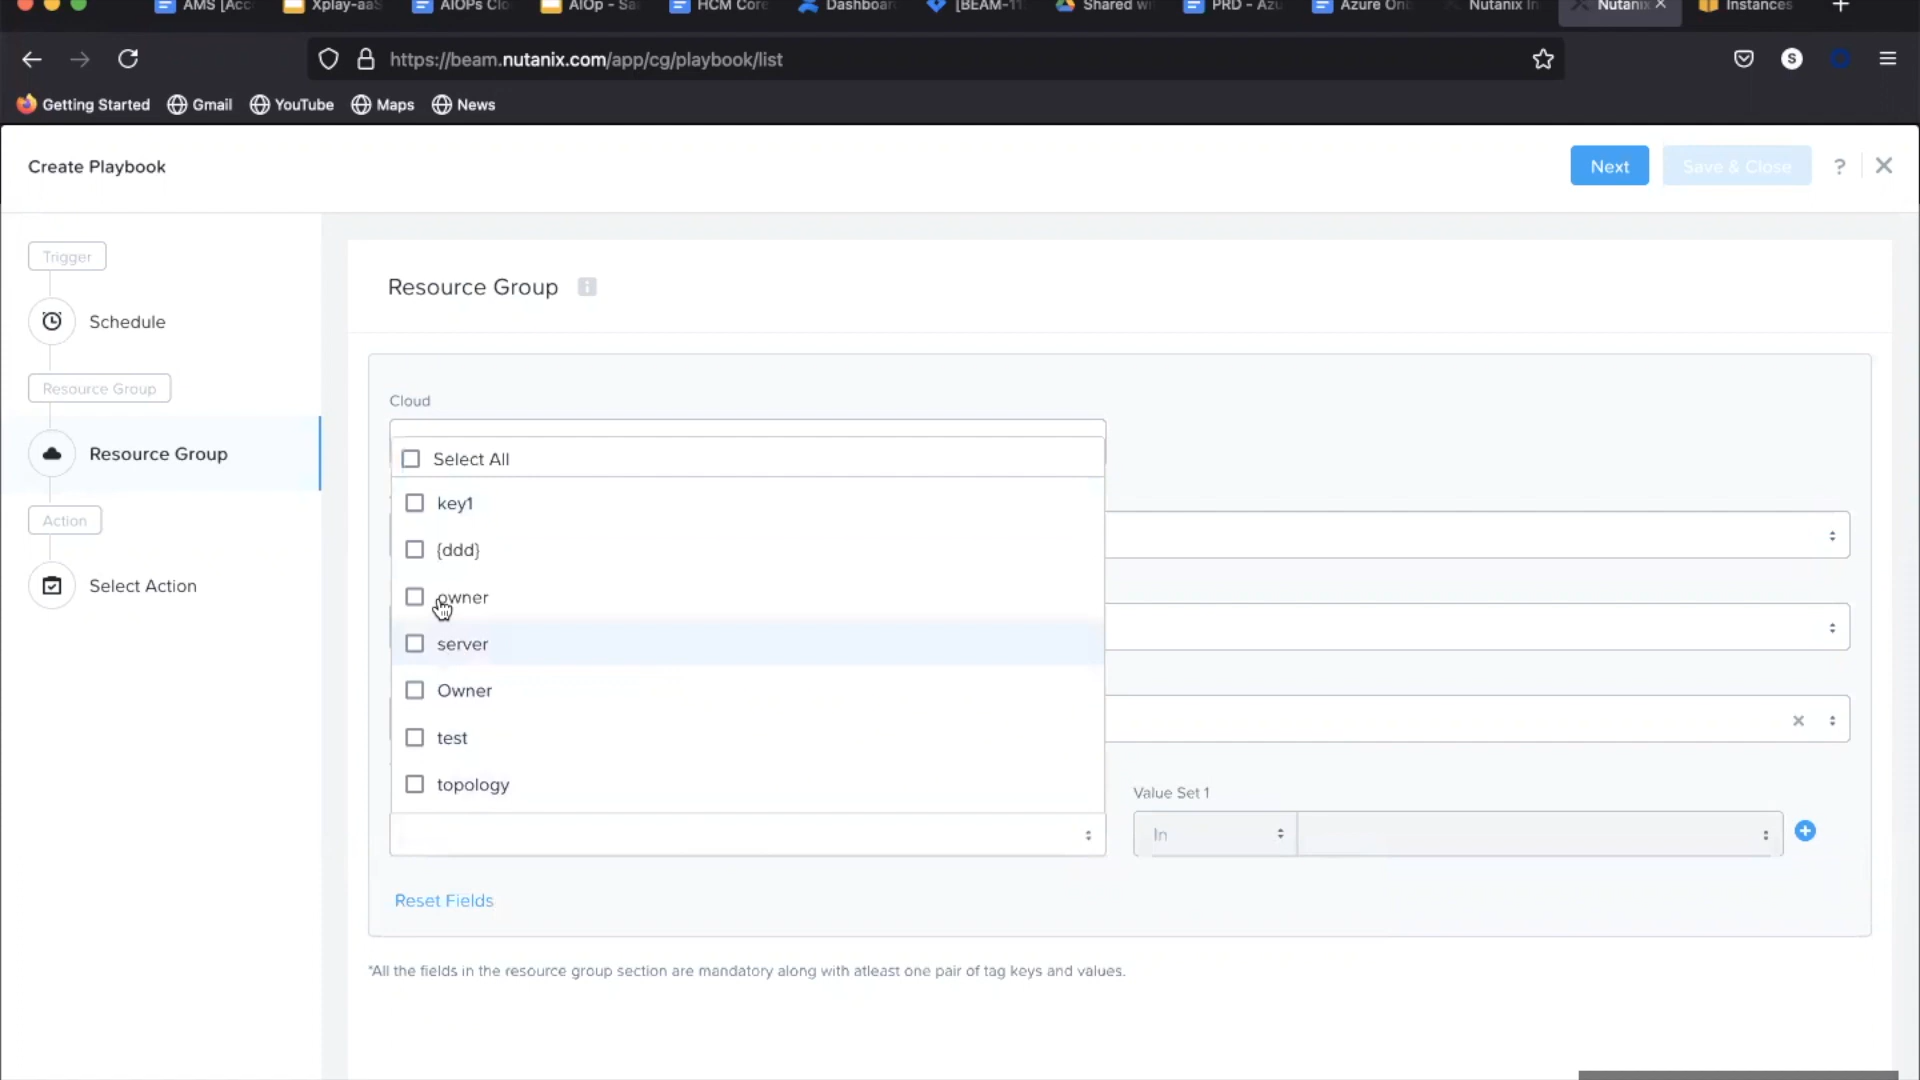 AMS [Acc
Xplay-aaS
AIOPs Clo
AIOp - Sa
HCM Core
Dashboar
[BEAM-11
Shared wi
PRD - Azu
Azure Onb
Nutanix In
Nutanix
Instances
https://beam.nutanix.com/app/cg/playbook/list
S
Getting Started Gmail YouTube Maps News
Create Playbook
Next
Save & Close
?
Trigger
Schedule
Resource Group
Resource Group
Action
Select Action
Resource Group
Cloud
Select All
key1
{ddd}
owner
server
Owner
test
topology
Value Set 1
In
Reset Fields
*All the fields in the resource group section are mandatory along with atleast one pair of tag keys and values.